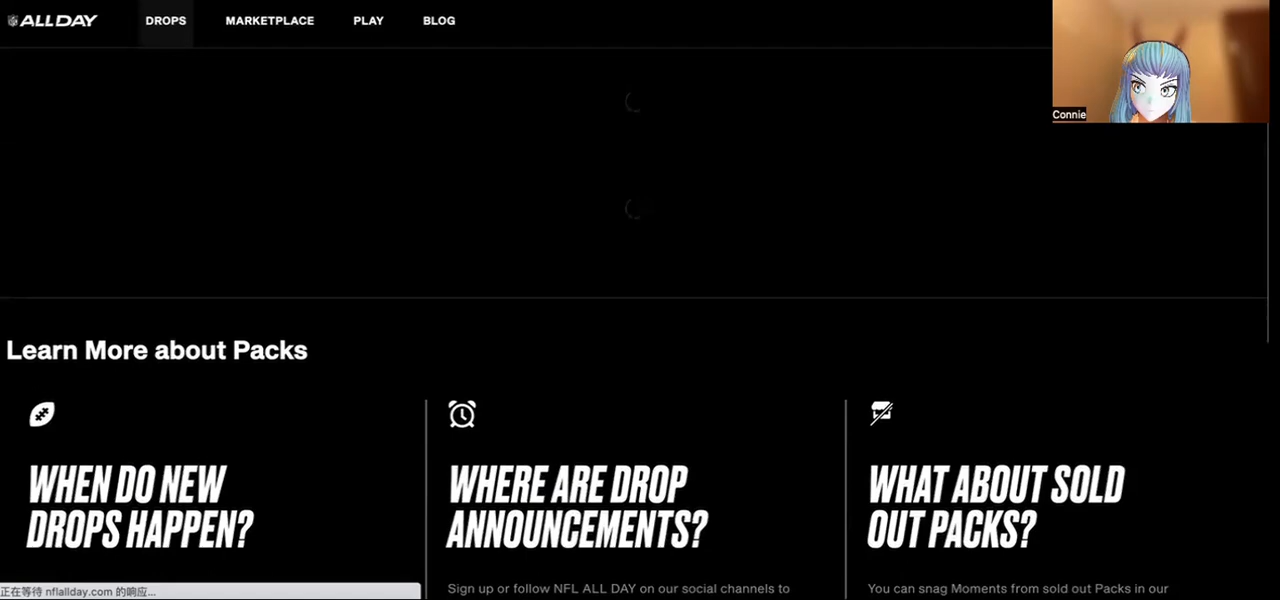 ALL DAY DROPS MARKETPLACE PLAY BLOG
Connie
Learn More about Packs
WHEN DO NEW
DROPS HAPPEN?
WHERE ARE DROP
ANNOUNCEMENTS?
WHAT ABOUT SOLD
OUT PACKS?
Sign up or follow NFL ALL DAY on our social channels to
You can snag Moments from sold out Packs in our
正在等待 nflallday.com 的响应...